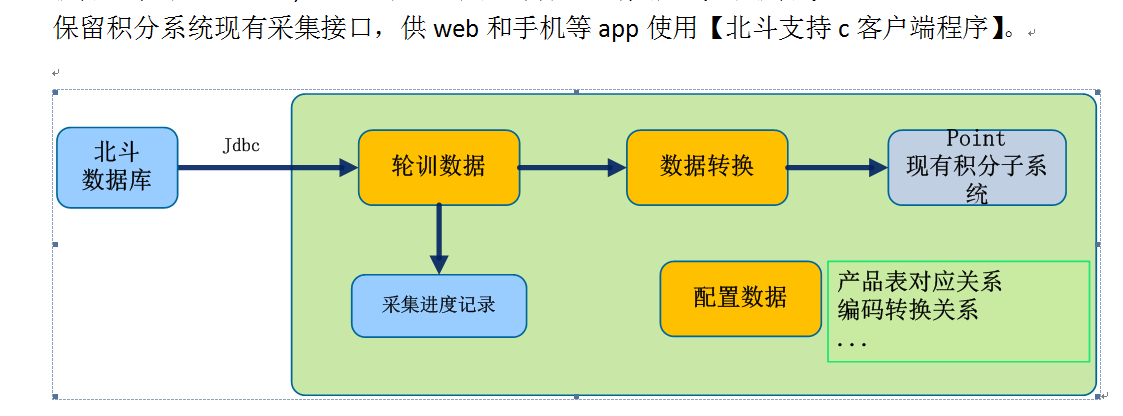 保留积分系统现有采集接口，供 web 和手机等 app 使用【北斗支持 c 客户端程序】。
北斗
数据库
Jdbc
轮训数据
数据转换
Point
现有积分子系
统
采集进度记录
配置数据
产品表对应关系
编码转换关系
...